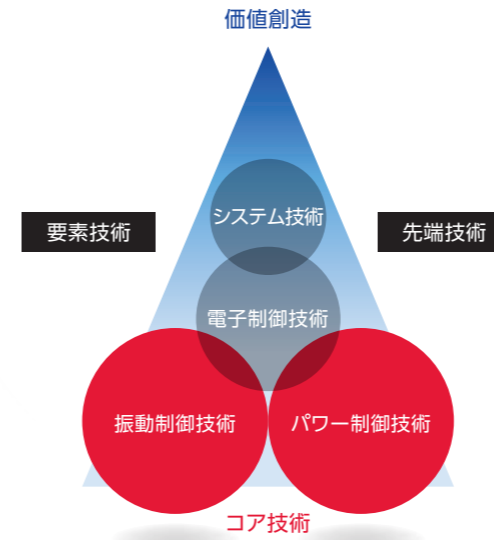 価値創造
システム技術
要素技術
先端技術
電子制御技術
振動制御技術
パワー制御技術
コア技術